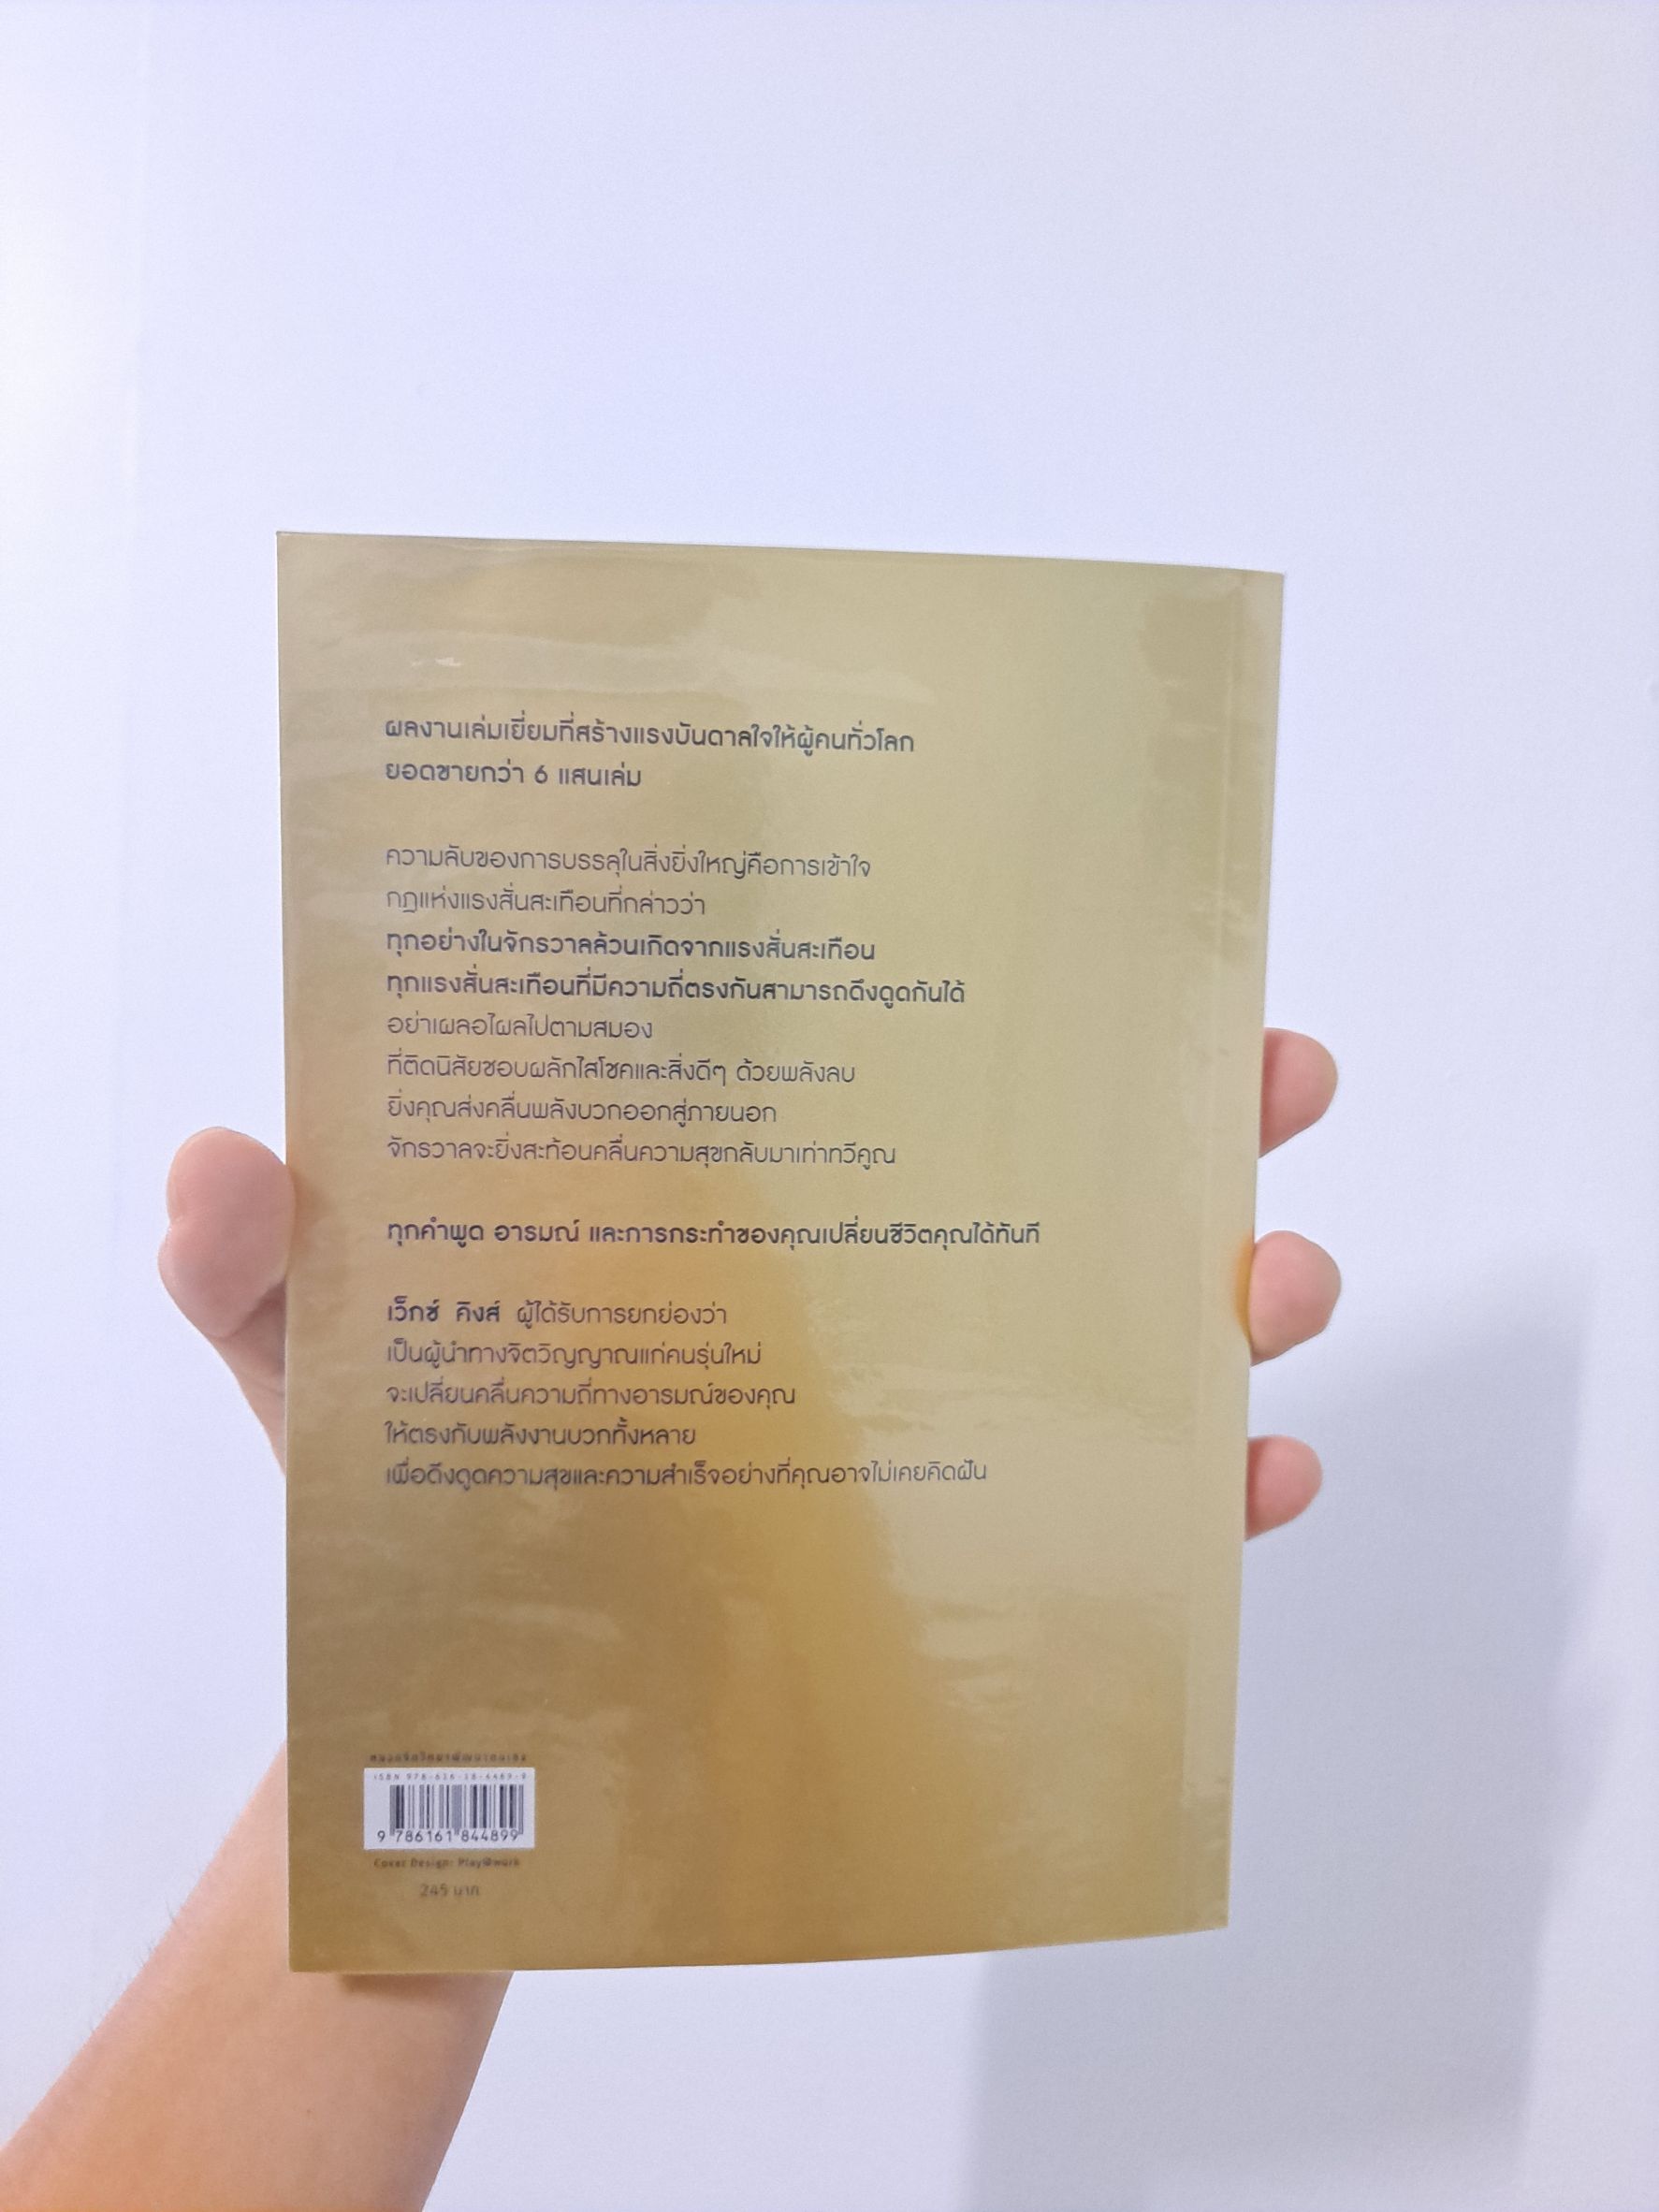 ผลงานเล่มเยี่ยมที่สร้างแรงบันดาลใจให้ผู้คนทั่วโลก
ยอดขายกว่า 6 แสนเล่ม
ความลับของการบรรลุในสิ่งยิ่งใหญ่คือการเข้าใจ
กฎแห่งแรงสั่นสะเทือนที่กล่าวว่า
ทุกอย่างในจักรวาลล้วนเกิดจากแรงสั่นสะเทือน
ทุกแรงสั่นสะเทือนที่มีความถี่ตรงกันสามารถดึงดูดกันได้
อย่าเผลอไผลไปตามสมอง
ที่ติดนิสัยชอบผลักไสโชคและสิ่งดีๆ ด้วยพลังลบ
ยิ่งคุณส่งคลื่นพลังบวกออกสู่ภายนอก
จักรวาลจะยิ่งสะท้อนคลื่นความสุขกลับมาเท่าทวีคูณ
ทุกคำพูด อารมณ์ และการกระทำของคุณเปลี่ยนชีวิตคุณได้ทันที
เว็กซ์ คิงส์ ผู้ได้รับการยกย่องว่า
เป็นผู้นำทางจิตวิญญาณแก่คนรุ่นใหม่
จะเปลี่ยนคลื่นความถี่ทางอารมณ์ของคุณ
ให้ตรงกับพลังงานบวกทั้งหลาย
เพื่อดึงดูดความสุขและความสำเร็จอย่างที่คุณอาจไม่เคยคิดฝัน
หมวดจิตวิทยาพัฒนาตนเอง
ISBN 978-616-18-4489-9
9 786161 844899
Cover Design: Play@work
245 บาท